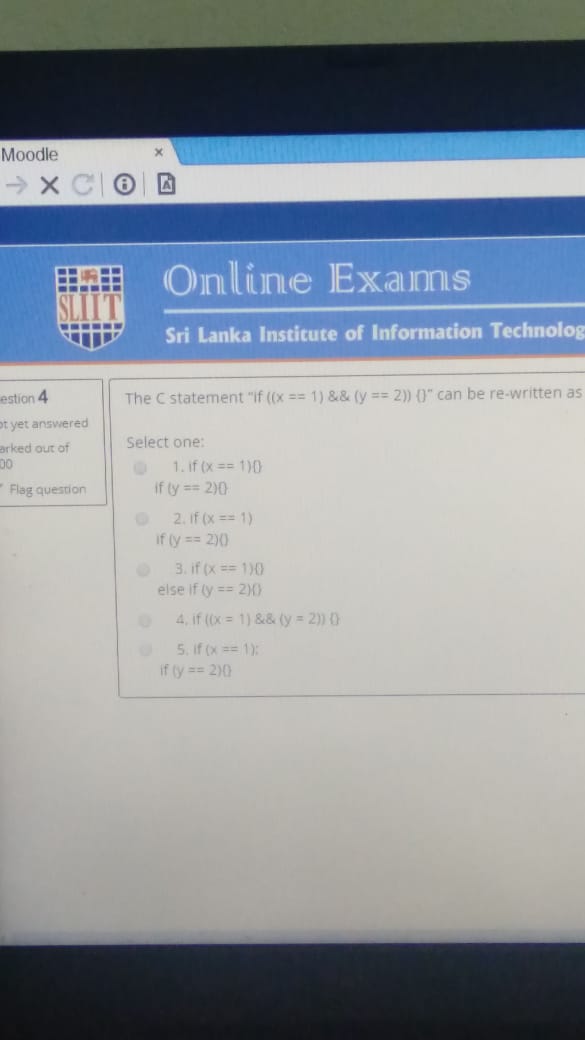 Moodle
Online Exams
SLIIT
Sri Lanka Institute of Information Technolog
estion 4
ot yet answered
arked out of
00
Flag question
The C statement "if ((x == 1) && (y == 2)) {}" can be re-written as
Select one:
1. if (x == 1){}
if (y == 2){}
2. if (x == 1)
if (y == 2){}
3. if (x == 1){}
else if (y == 2){}
4. if ((x = 1) && (y = 2)) {}
5. if (x == 1);
if (y == 2){}